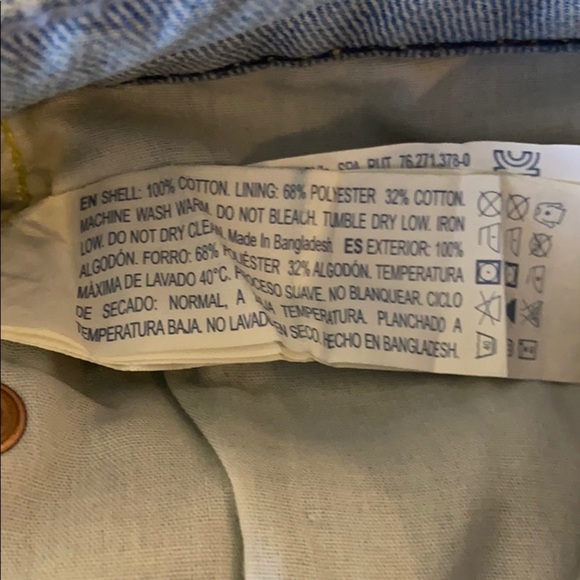 SPA RUT 76.271.378-0
EN SHELL: 100% COTTON. LINING: 68% POLYESTER 32% COTTON.
MACHINE WASH WARM, DO NOT BLEACH. TUMBLE DRY LOW. IRON
LOW. DO NOT DRY CLEAN. Made In Bangladesh ES EXTERIOR: 100%
ALGODÓN. FORRO: 68% POLIÉSTER 32% ALGODÓN. TEMPERATURA
MÁXIMA DE LAVADO 40°C. PROCESO SUAVE. NO BLANQUEAR. CICLO
DE SECADO: NORMAL, A BAJA TEMPERATURA. PLANCHADO A
TEMPERATURA BAJA. NO LAVAR EN SECO. HECHO EN BANGLADESH.